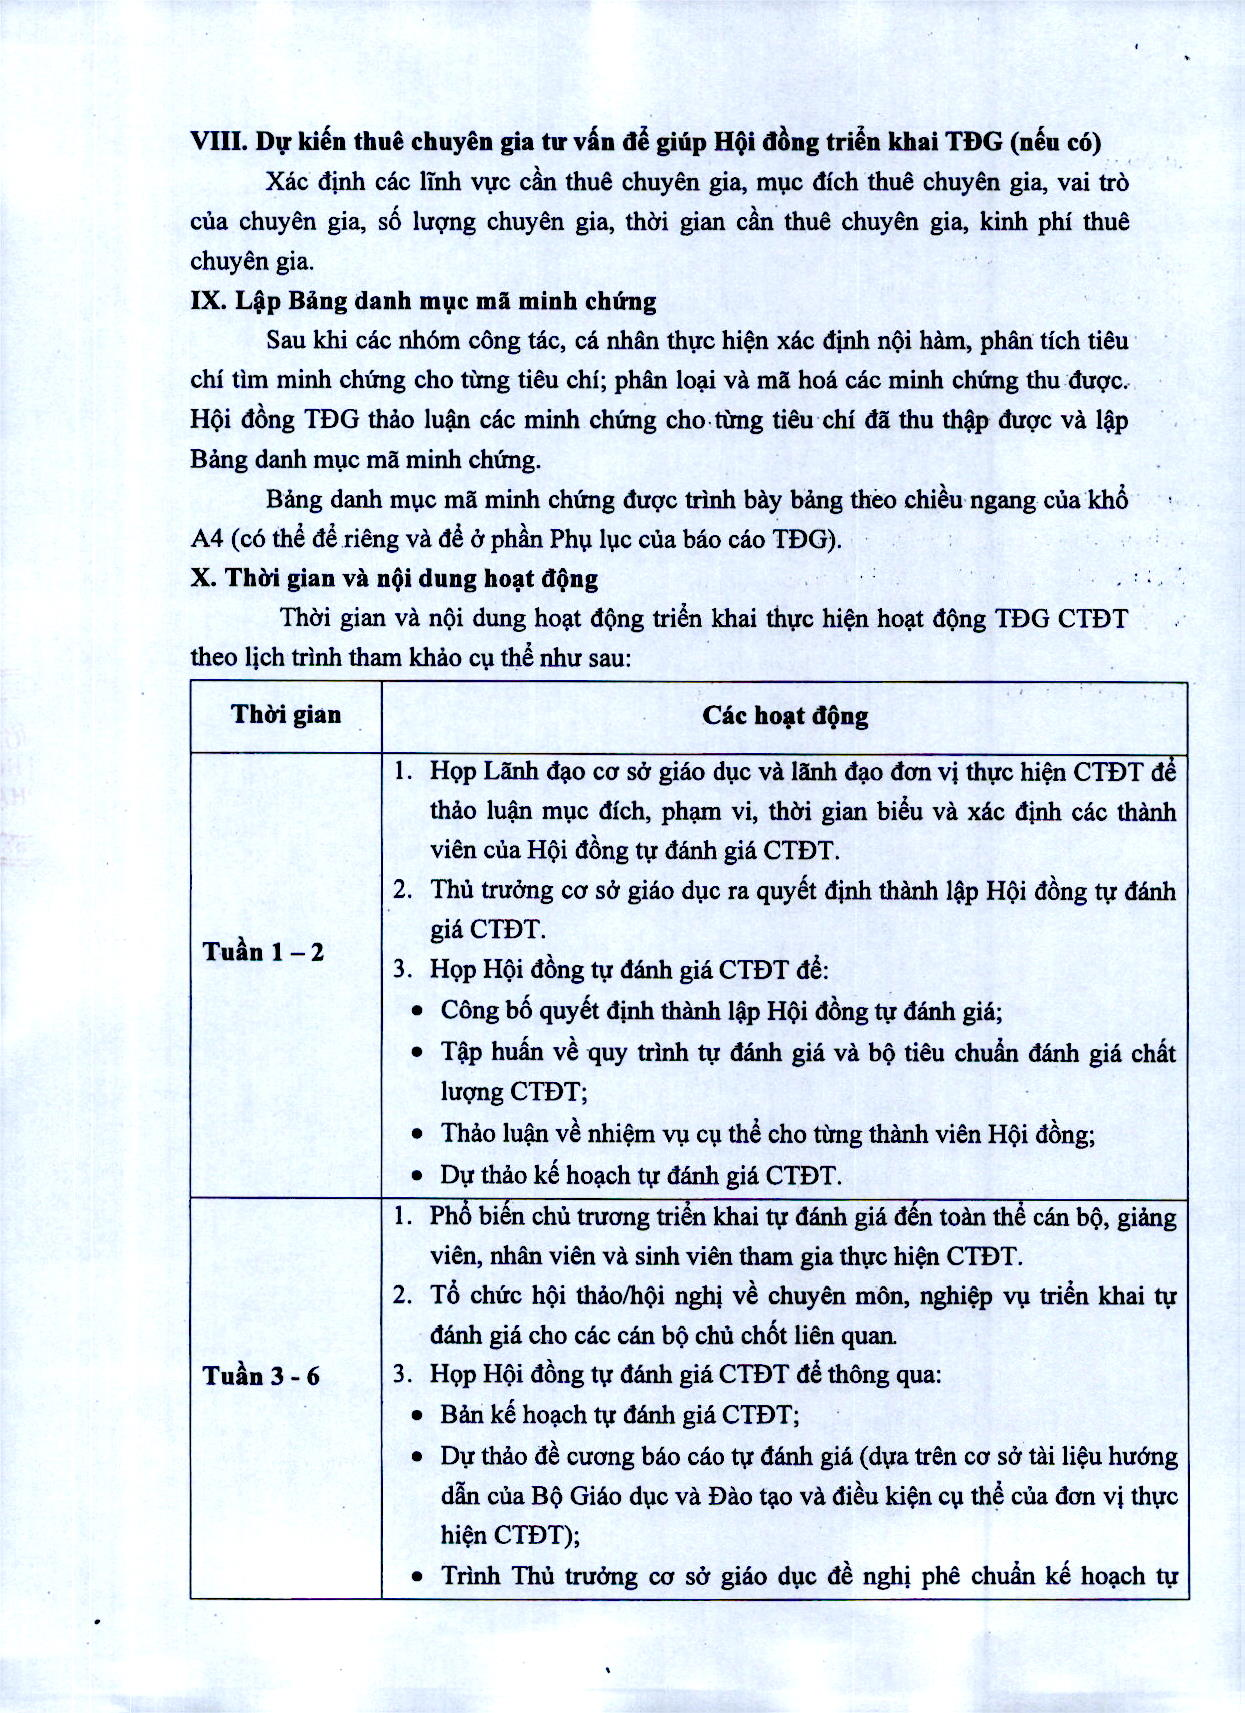 VIII. Dự kiến thuê chuyên gia tư vấn để giúp Hội đồng triển khai TĐG (nếu có)
Xác định các lĩnh vực cần thuê chuyên gia, mục đích thuê chuyên gia, vai trò
của chuyên gia, số lượng chuyên gia, thời gian cần thuê chuyên gia, kinh phí thuê
chuyên gia.
IX. Lập Bảng danh mục mã minh chứng
Sau khi các nhóm công tác, cá nhân thực hiện xác định nội hàm, phân tích tiêu
chí tìm minh chứng cho từng tiêu chí; phân loại và mã hoá các minh chứng thu được.
Hội đồng TĐG thảo luận các minh chứng cho từng tiêu chí đã thu thập được và lập
Bảng danh mục mã minh chứng.
Bảng danh mục mã minh chứng được trình bày bảng theo chiều ngang của khổ
A4 (có thể để riêng và để ở phần Phụ lục của báo cáo TĐG).
X. Thời gian và nội dung hoạt động
Thời gian và nội dung hoạt động triển khai thực hiện hoạt động TĐG CTĐT
theo lịch trình tham khảo cụ thể như sau:
Thời gian
Các hoạt động
Tuần 1 – 2
1. Họp Lãnh đạo cơ sở giáo dục và lãnh đạo đơn vị thực hiện CTĐT để
thảo luận mục đích, phạm vi, thời gian biểu và xác định các thành
viên của Hội đồng tự đánh giá CTĐT.
2. Thủ trưởng cơ sở giáo dục ra quyết định thành lập Hội đồng tự đánh
giá CTĐT.
3. Họp Hội đồng tự đánh giá CTĐT để:
• Công bố quyết định thành lập Hội đồng tự đánh giá;
• Tập huấn về quy trình tự đánh giá và bộ tiêu chuẩn đánh giá chất
lượng CTĐT;
• Thảo luận về nhiệm vụ cụ thể cho từng thành viên Hội đồng;
• Dự thảo kế hoạch tự đánh giá CTĐT.
Tuần 3 - 6
1. Phổ biến chủ trương triển khai tự đánh giá đến toàn thể cán bộ, giảng
viên, nhân viên và sinh viên tham gia thực hiện CTĐT.
2. Tổ chức hội thảo/hội nghị về chuyên môn, nghiệp vụ triển khai tự
đánh giá cho các cán bộ chủ chốt liên quan.
3. Họp Hội đồng tự đánh giá CTĐT để thông qua:
• Bản kế hoạch tự đánh giá CTĐT;
• Dự thảo đề cương báo cáo tự đánh giá (dựa trên cơ sở tài liệu hướng
dẫn của Bộ Giáo dục và Đào tạo và điều kiện cụ thể của đơn vị thực
hiện CTĐT);
• Trình Thủ trưởng cơ sở giáo dục đề nghị phê chuẩn kế hoạch tự